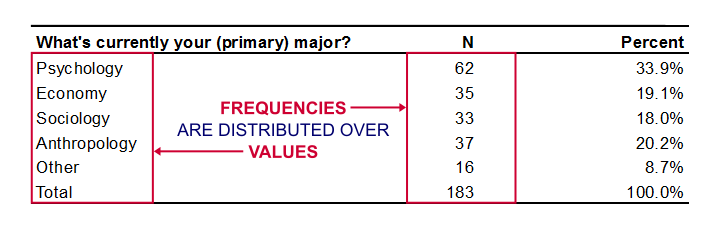 What's currently your (primary) major? N Percent
Psychology 62 33.9%
Economy 35 19.1%
FREQUENCIES
Sociology 33 18.0%
ARE DISTRIBUTED OVER
Anthropology 37 20.2%
VALUES
Other 16 8.7%
Total 183 100.0%